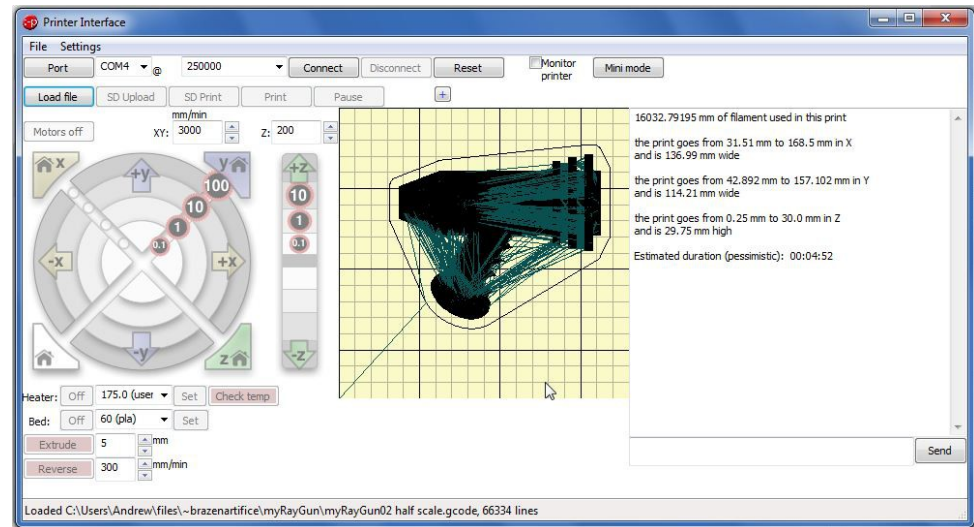 Printer Interface
File Settings
Port COM4 @ 250000 Connect Disconnect Reset Monitor printer Mini mode
Load file SD Upload SD Print Print Pause +
mm/min
Motors off XY: 3000 Z: 200
x +y y +z
100
10
1
0.1
10
1
0.1
-x +x
-y z -z
Heater: Off 175.0 (user Set Check temp
Bed: Off 60 (pla) Set
Extrude 5 mm
Reverse 300 mm/min
16032.79195 mm of filament used in this print
the print goes from 31.51 mm to 168.5 mm in X
and is 136.99 mm wide
the print goes from 42.892 mm to 157.102 mm in Y
and is 114.21 mm wide
the print goes from 0.25 mm to 30.0 mm in Z
and is 29.75 mm high
Estimated duration (pessimistic): 00:04:52
Send
Loaded C:\Users\Andrew\files\~brazenartifice\myRayGun\myRayGun02 half scale.gcode, 66334 lines